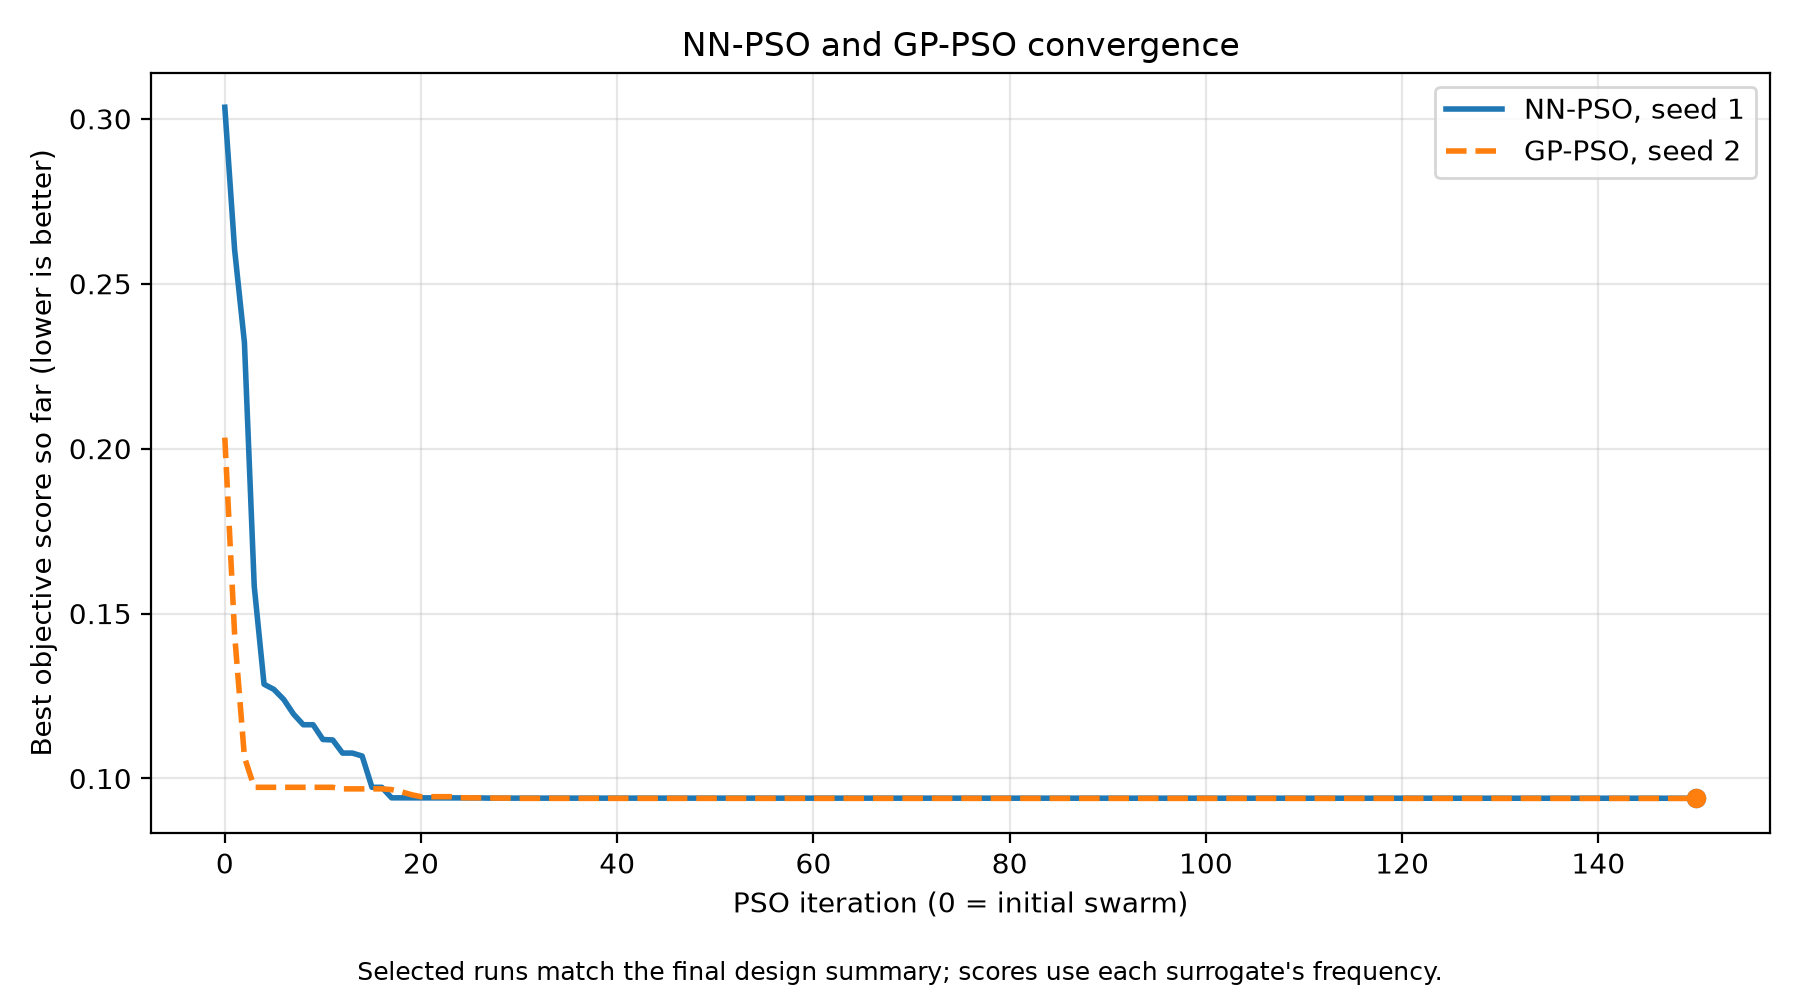 NN-PSO and GP-PSO convergence
NN-PSO, seed 1
GP-PSO, seed 2
Best objective score so far (lower is better)
0.30
0.25
0.20
0.15
0.10
0 20 40 60 80 100 120 140
PSO iteration (0 = initial swarm)
Selected runs match the final design summary; scores use each surrogate's frequency.